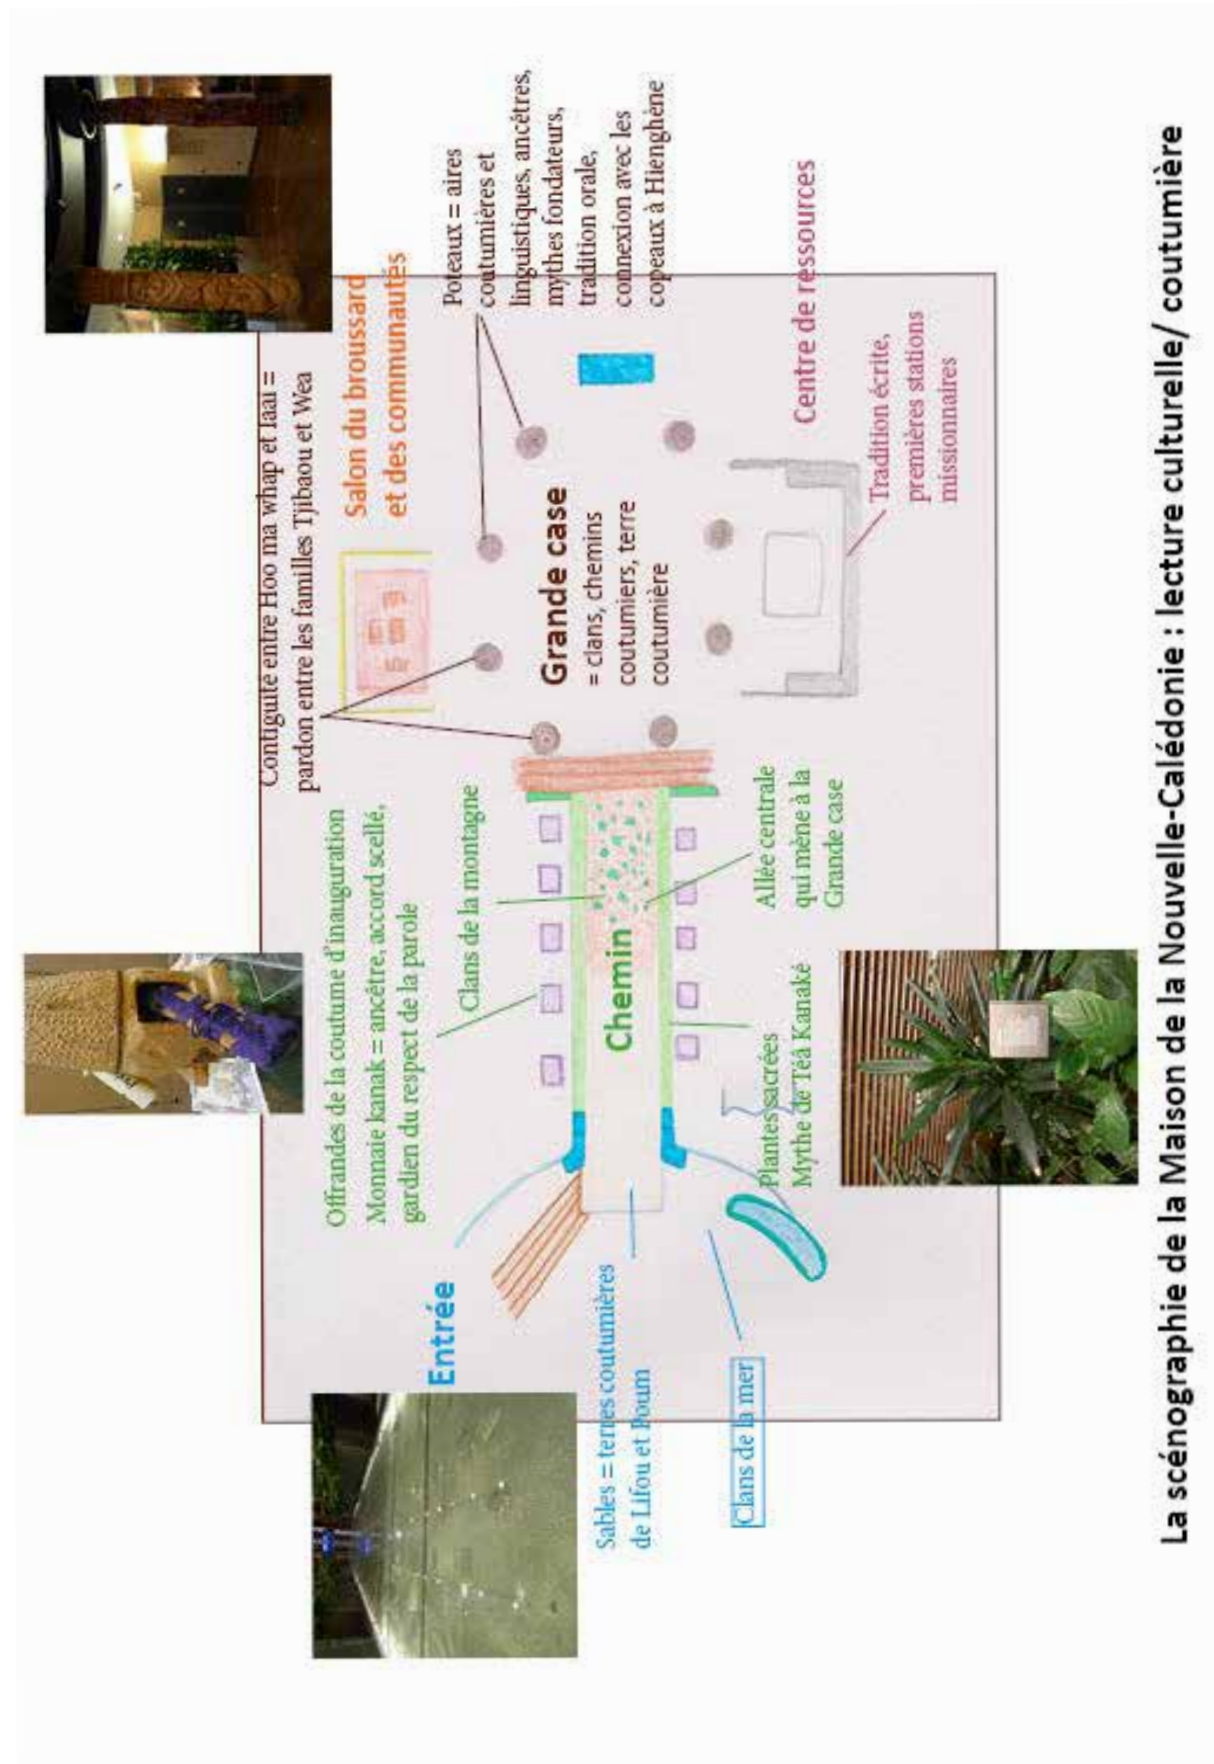 Contiguite entre Hoo ma whap et Iaai =
pardon entre les familles Tjibaou et Wea
Salon du broussard
et des communautés
Poteaux = aires
coutumières et
linguistiques, ancêtres,
mythes fondateurs,
tradition orale,
connexion avec les
copeaux à Hienghène
Offrandes de la coutume d'inauguration
Monnaie kanak = ancêtre, accord scellé,
gardien du respect de la parole
Clans de la montagne
Entrée
Chemin
Grande case
= clans, chemins
coutumiers, terre
coutumière
Sables = terres coutumières
de Lifou et Poum
Clans de la mer
Plantes sacrées
Mythe de Téâ Kanaké
Allée centrale
qui mène à la
Grande case
Centre de ressources
Tradition écrite,
premières stations
missionnaires
La scénographie de la Maison de la Nouvelle-Calédonie : lecture culturelle/ coutumière